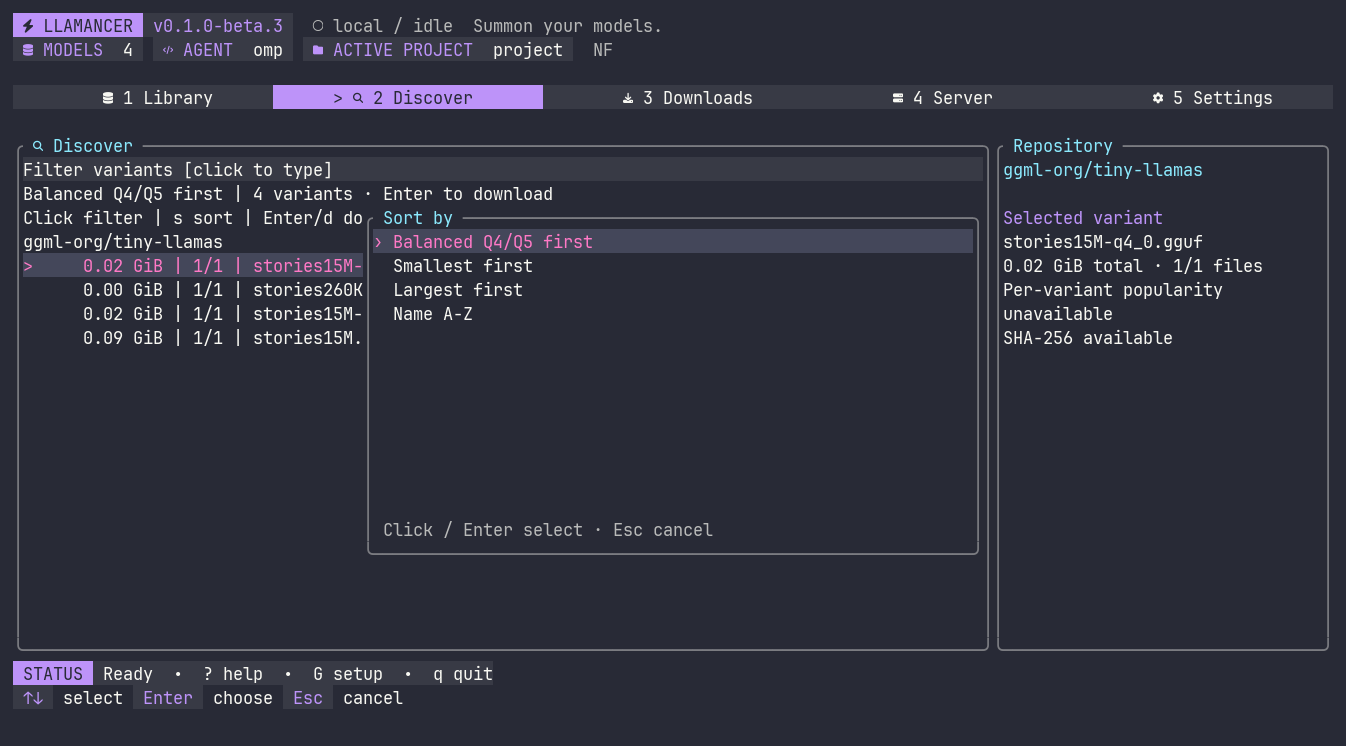 LLAMANCER v0.1.0-beta.3 local / idle Summon your models.
MODELS 4 AGENT omp ACTIVE PROJECT project NF
1 Library > 2 Discover 3 Downloads 4 Server 5 Settings
Discover
Filter variants [click to type]
Balanced Q4/Q5 first | 4 variants · Enter to download
Click filter | s sort | Enter/d do
ggml-org/tiny-llamas
> 0.02 GiB | 1/1 | stories15M-
0.00 GiB | 1/1 | stories260K
0.02 GiB | 1/1 | stories15M-
0.09 GiB | 1/1 | stories15M.
Sort by
› Balanced Q4/Q5 first
Smallest first
Largest first
Name A-Z
Click / Enter select · Esc cancel
Repository
ggml-org/tiny-llamas
Selected variant
stories15M-q4_0.gguf
0.02 GiB total · 1/1 files
Per-variant popularity
unavailable
SHA-256 available
STATUS Ready • ? help • G setup • q quit
↑↓ select Enter choose Esc cancel